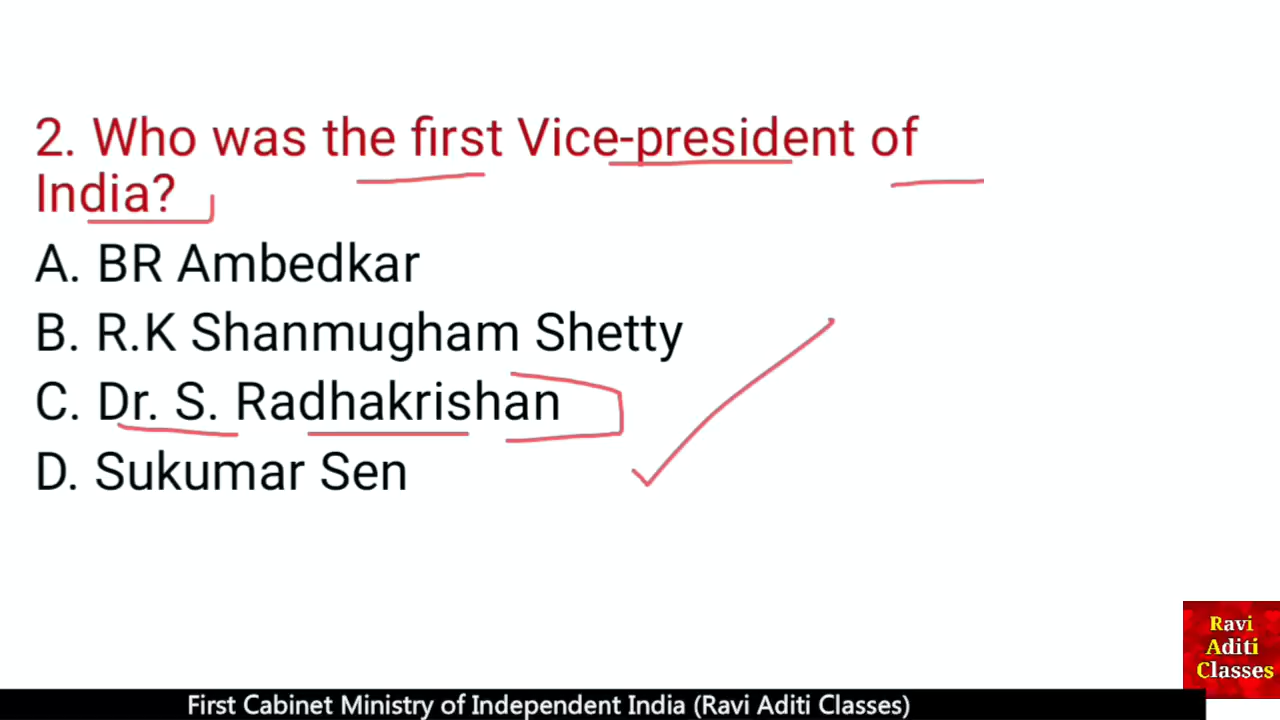 2. Who was the first Vice-president of
India?
A. BR Ambedkar
B. R.K Shanmugham Shetty
C. Dr. S. Radhakrishan
D. Sukumar Sen
Ravi
Aditi
Classes
First Cabinet Ministry of Independent India (Ravi Aditi Classes)